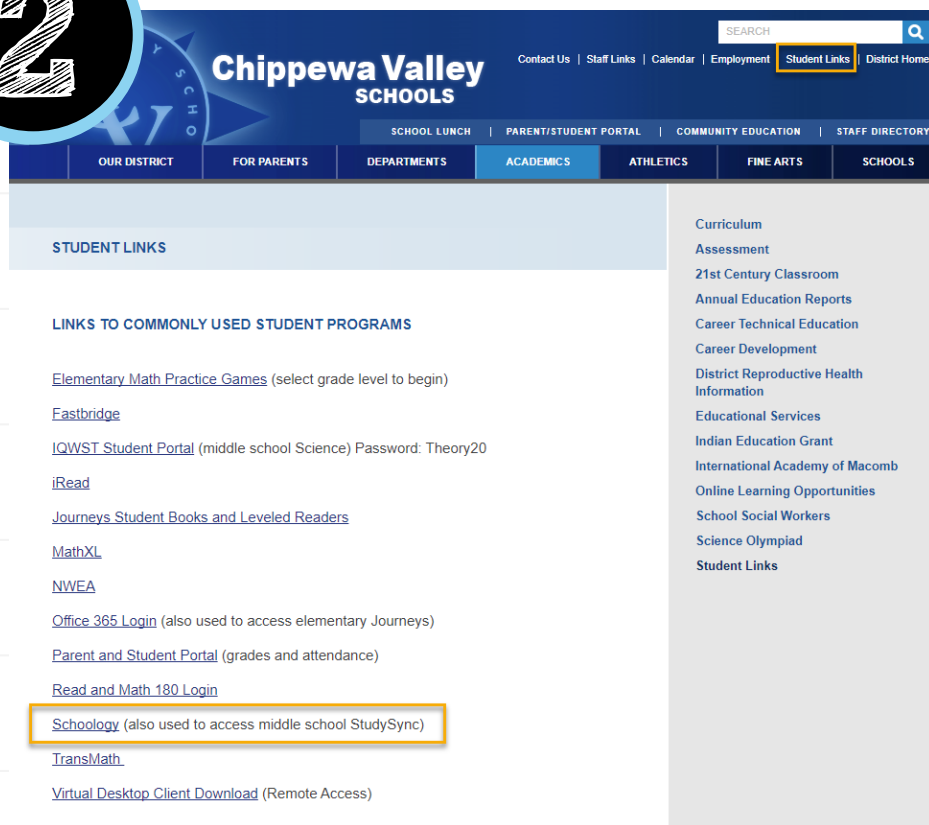 2
SEARCH
Contact Us | Staff Links | Calendar | Employment | Student Links | District Home
Chippewa Valley
SCHOOLS
SCHOOL LUNCH | PARENT/STUDENT PORTAL | COMMUNITY EDUCATION | STAFF DIRECTORY
OUR DISTRICT FOR PARENTS DEPARTMENTS ACADEMICS ATHLETICS FINE ARTS SCHOOLS
STUDENT LINKS
LINKS TO COMMONLY USED STUDENT PROGRAMS
Elementary Math Practice Games (select grade level to begin)
Fastbridge
IQWST Student Portal (middle school Science) Password: Theory20
iRead
Journeys Student Books and Leveled Readers
MathXL
NWEA
Office 365 Login (also used to access elementary Journeys)
Parent and Student Portal (grades and attendance)
Read and Math 180 Login
Schoology (also used to access middle school StudySync)
TransMath
Virtual Desktop Client Download (Remote Access)
Curriculum
Assessment
21st Century Classroom
Annual Education Reports
Career Technical Education
Career Development
District Reproductive Health
Information
Educational Services
Indian Education Grant
International Academy of Macomb
Online Learning Opportunities
School Social Workers
Science Olympiad
Student Links